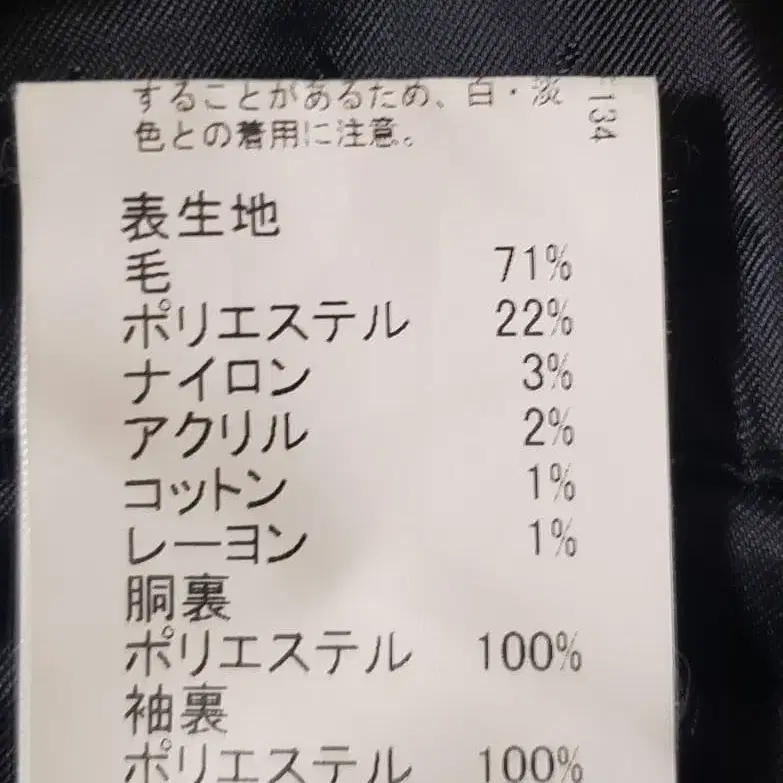 することがあるため、白・淡
色との着用に注意。
134
表生地
毛 71%
ポリエステル 22%
ナイロン 3%
アクリル 2%
コットン 1%
レーヨン 1%
胴裏
ポリエステル 100%
袖裏
ポリエステル 100%